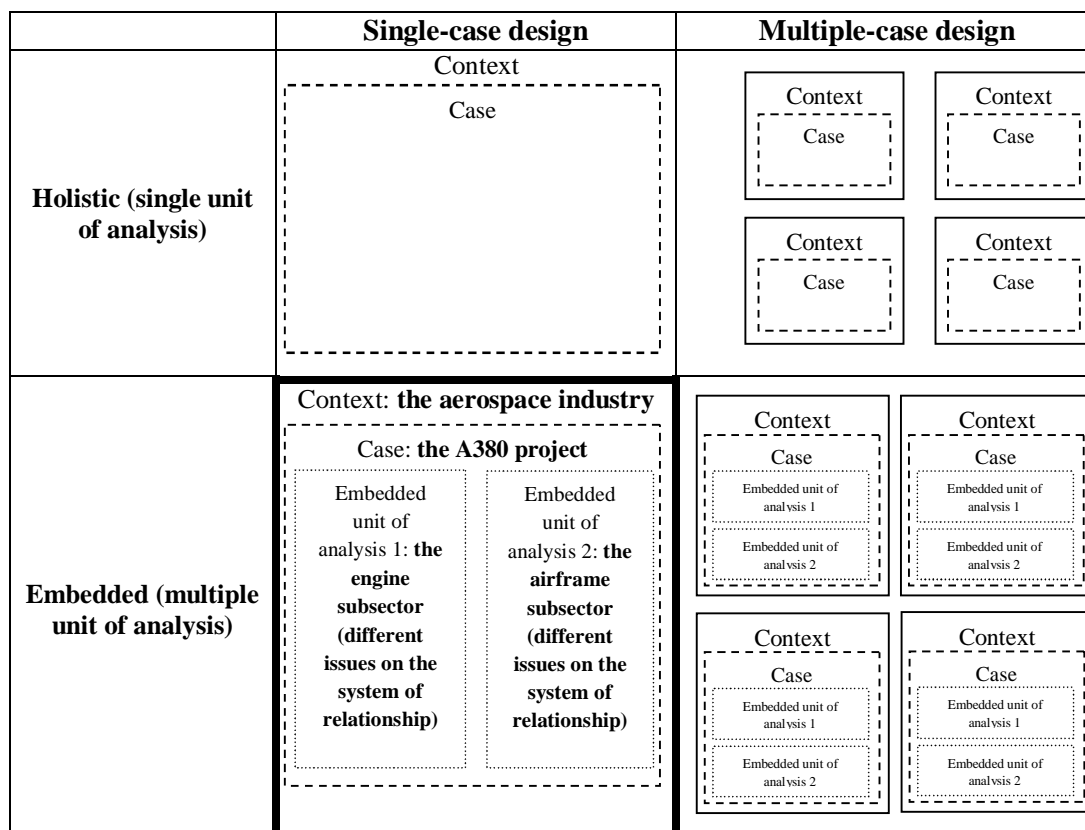 Single-case design
Multiple-case design
Holistic (single unit
of analysis)
Context
Case
Context
Case
Context
Case
Context
Case
Context
Case
Embedded (multiple
unit of analysis)
Context: the aerospace industry
Case: the A380 project
Embedded
unit of
analysis 1: the
engine
subsector
(different
issues on the
system of
relationship)
Embedded
unit of
analysis 2: the
airframe
subsector
(different
issues on the
system of
relationship)
Context
Case
Embedded unit of
analysis 1
Embedded unit of
analysis 2
Context
Case
Embedded unit of
analysis 1
Embedded unit of
analysis 2
Context
Case
Embedded unit of
analysis 1
Embedded unit of
analysis 2
Context
Case
Embedded unit of
analysis 1
Embedded unit of
analysis 2